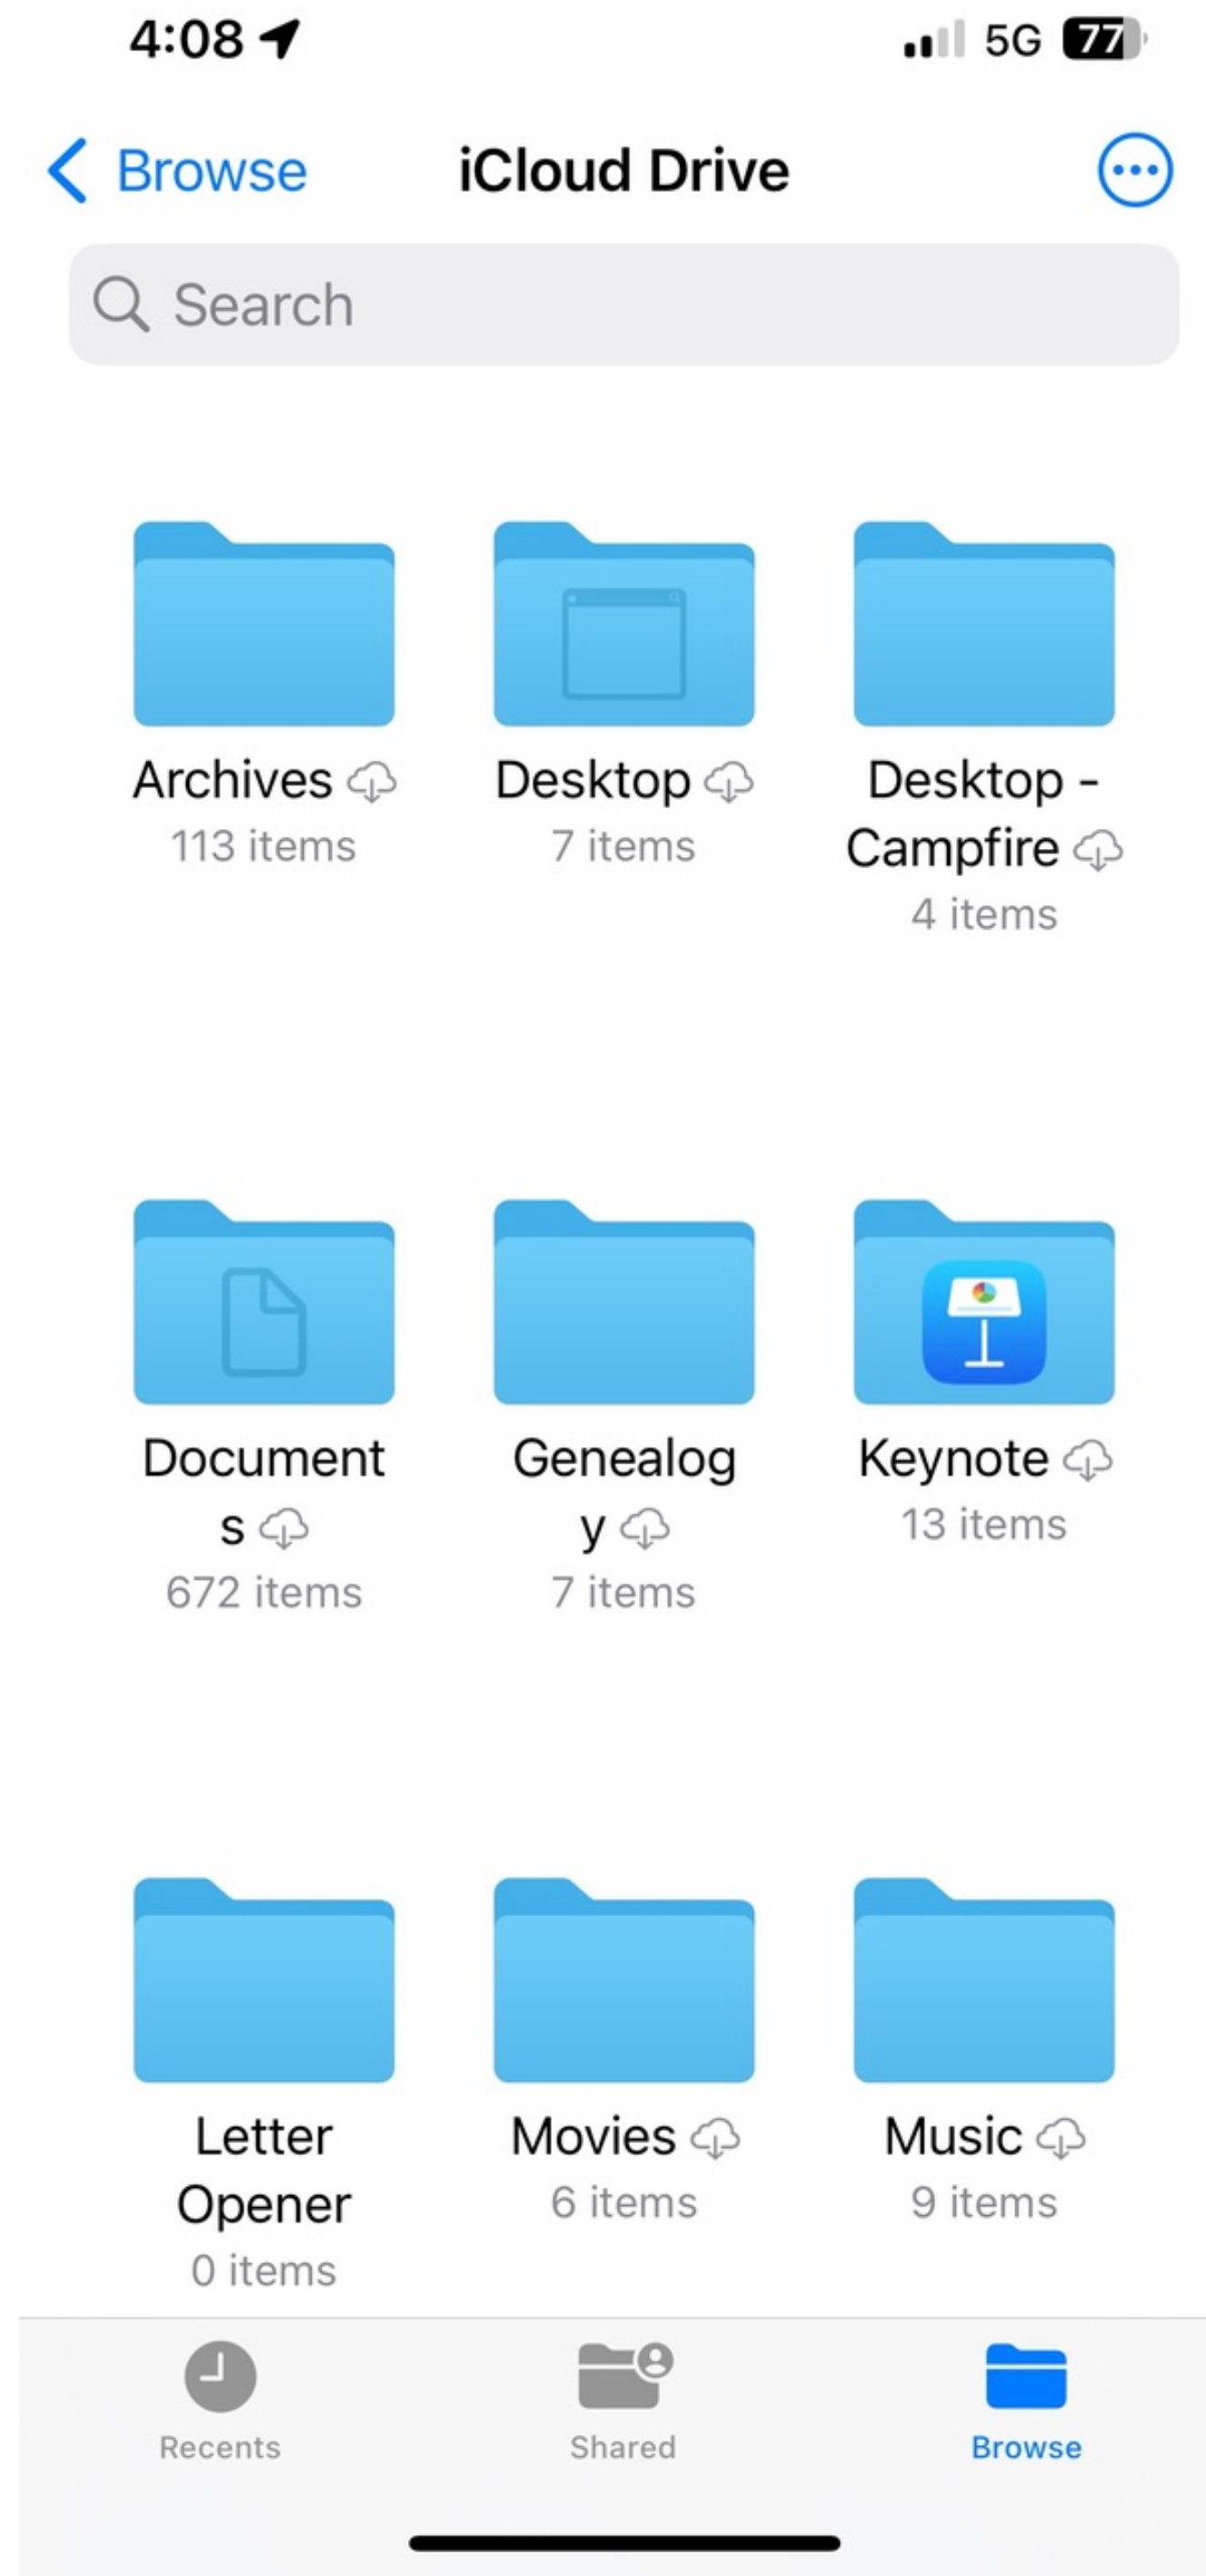 4:08 5G 77
Browse iCloud Drive
Search
Archives
113 items
Desktop
7 items
Desktop -
Campfire
4 items
Document
s
672 items
Genealog
y
7 items
Keynote
13 items
Letter
Opener
0 items
Movies
6 items
Music
9 items
Recents
Shared
Browse